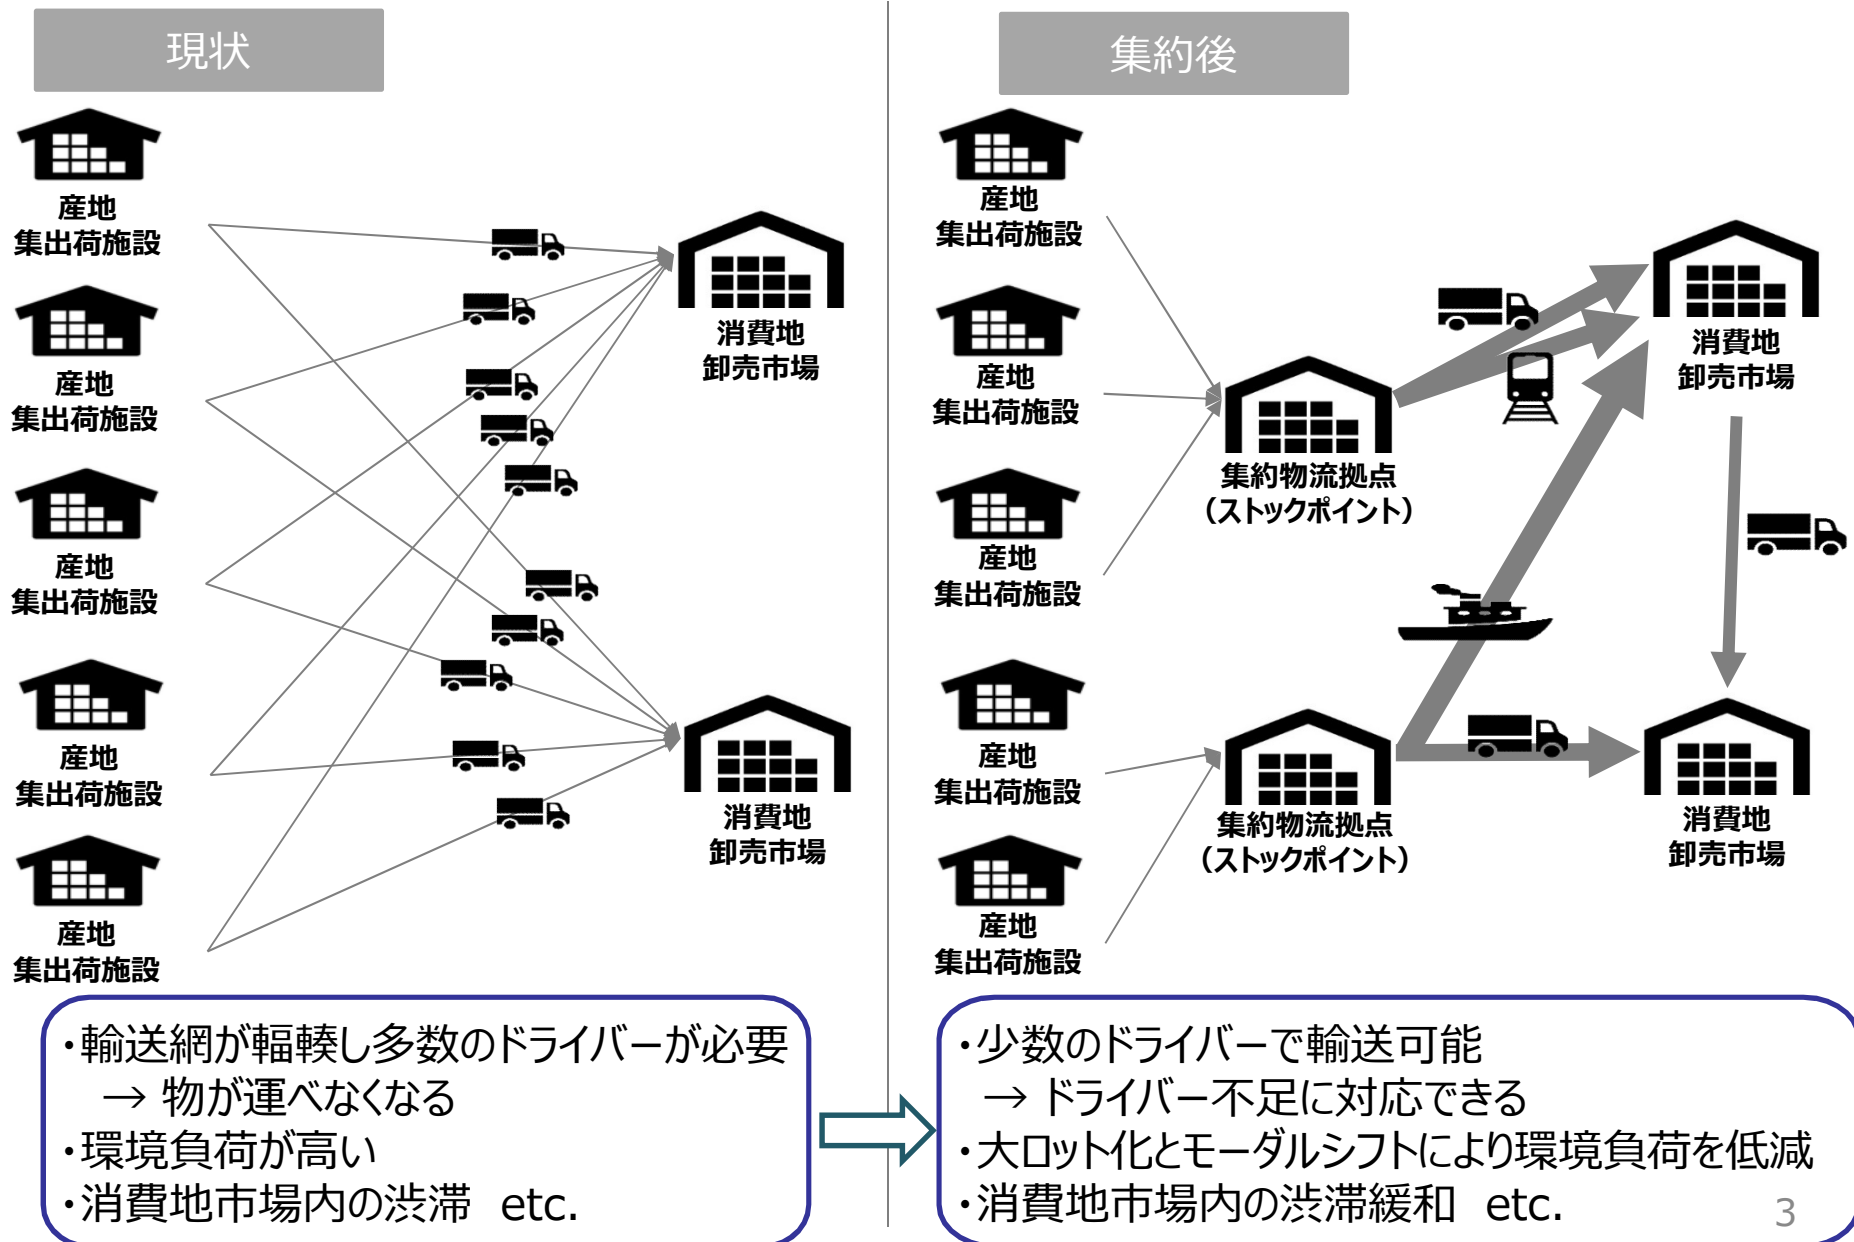 現状
産地
集出荷施設
産地
集出荷施設
産地
集出荷施設
産地
集出荷施設
産地
集出荷施設
消費地
卸売市場
消費地
卸売市場
・輸送網が輻輳し多数のドライバーが必要
→ 物が運べなくなる
・環境負荷が高い
・消費地市場内の渋滞 etc.
集約後
産地
集出荷施設
産地
集出荷施設
産地
集出荷施設
産地
集出荷施設
産地
集出荷施設
集約物流拠点
（ストックポイント）
集約物流拠点
（ストックポイント）
消費地
卸売市場
消費地
卸売市場
・少数のドライバーで輸送可能
→ ドライバー不足に対応できる
・大ロット化とモーダルシフトにより環境負荷を低減
・消費地市場内の渋滞緩和 etc.
3